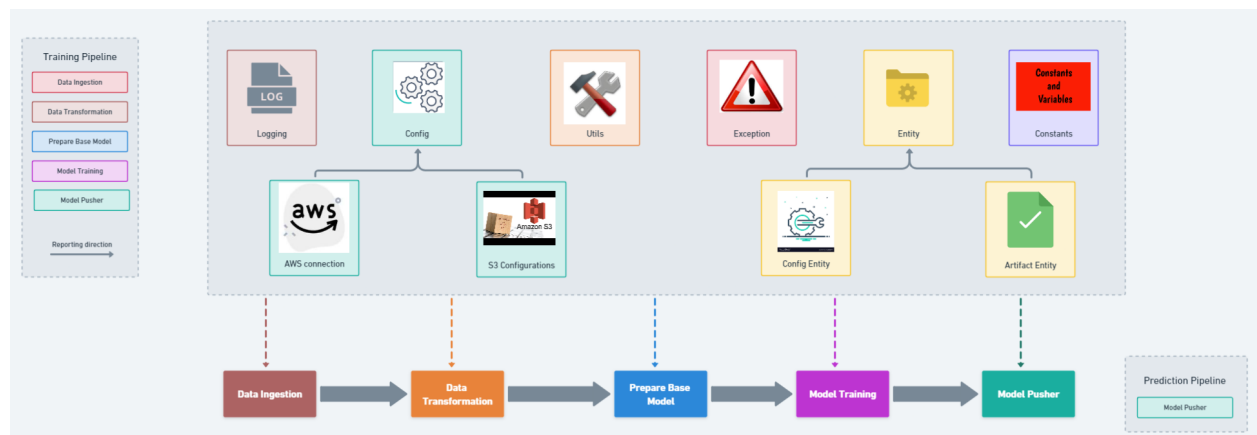 Training Pipeline
Data Ingestion
Data Transformation
Prepare Base Model
Model Training
Model Pusher
Reporting direction
LOG
Logging
Config
Utils
Exception
Entity
Constants
and
Variables
Constants
aws
AWS connection
Amazon S3
S3 Configurations
Config Entity
Artifact Entity
Data Ingestion
Data
Transformation
Prepare Base
Model
Model Training
Model Pusher
Prediction Pipeline
Model Pusher